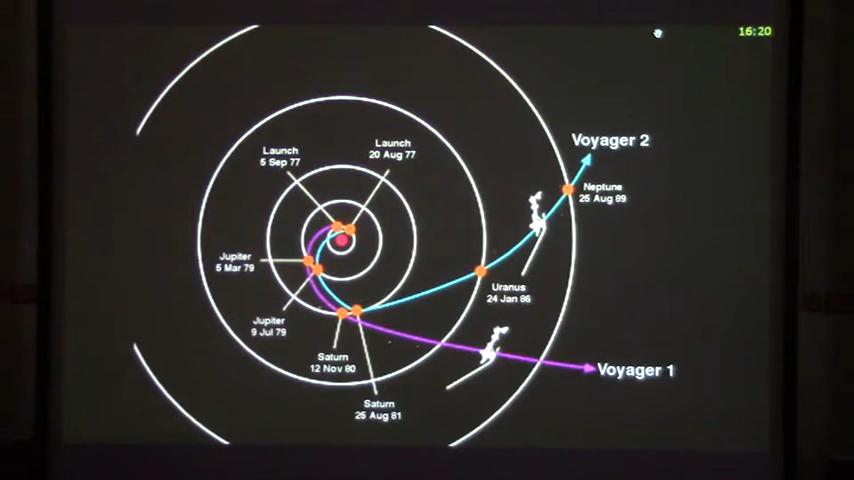 16:20
Voyager 2
Launch
5 Sep 77
Launch
20 Aug 77
Neptune
25 Aug 89
Jupiter
5 Mar 79
Uranus
24 Jan 86
Jupiter
9 Jul 79
Saturn
12 Nov 80
Voyager 1
Saturn
25 Aug 81